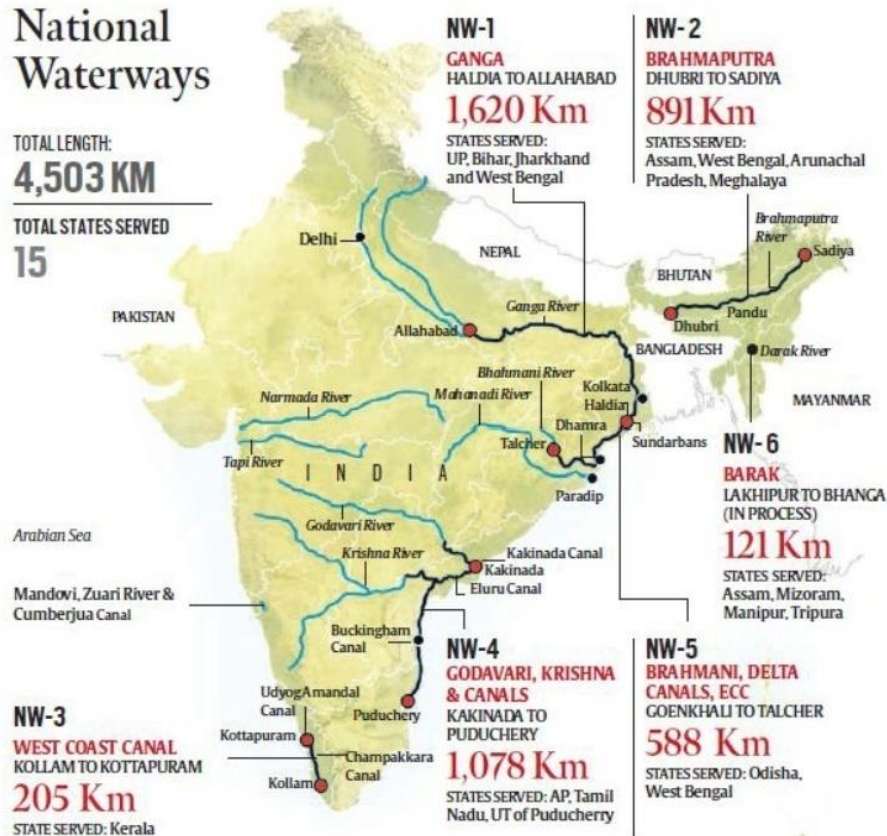 National
Waterways
TOTAL LENGTH:
4,503 KM
TOTAL STATES SERVED
15
NW-1
GANGA
HALDIA TO ALLAHABAD
1,620 Km
STATES SERVED:
UP, Bihar, Jharkhand
and West Bengal
NW-2
BRAHMAPUTRA
DHUBRI TO SADIYA
891 Km
STATES SERVED:
Assam, West Bengal, Arunachal
Pradesh, Meghalaya
Brahmaputra
River
Sadiya
Delhi
NEPAL
BHUTAN
PAKISTAN
Ganga River
Pandu
Dhubri
Allahabad
BANGLADESH
Darak River
Bhahmani River
Kolkata
Narmada River
Mahanadi River
Haldia
MAYANMAR
Dhamra
Talcher
Sundarbans
Tapi River
INDIA
Paradip
NW-6
BARAK
LAKHIPUR TO BHANGA
(IN PROCESS)
121 Km
STATES SERVED:
Assam, Mizoram,
Manipur, Tripura
Godavari River
Arabian Sea
Krishna River
Kakinada Canal
Kakinada
Eluru Canal
Mandovi, Zuari River &
Cumberjua Canal
Buckingham
Canal
NW-4
GODAVARI, KRISHNA
& CANALS
KAKINADA TO
PUDUCHERY
1,078 Km
STATES SERVED: AP, Tamil
Nadu, UT of Puducherry
NW-5
BRAHMANI, DELTA
CANALS, ECC
GOENKHALI TO TALCHER
588 Km
STATES SERVED: Odisha,
West Bengal
UdyogAmandal
Canal
Puduchery
Kottapuram
Champakkara
Canal
Kollam
NW-3
WEST COAST CANAL
KOLLAM TO KOTTAPURAM
205 Km
STATE SERVED: Kerala